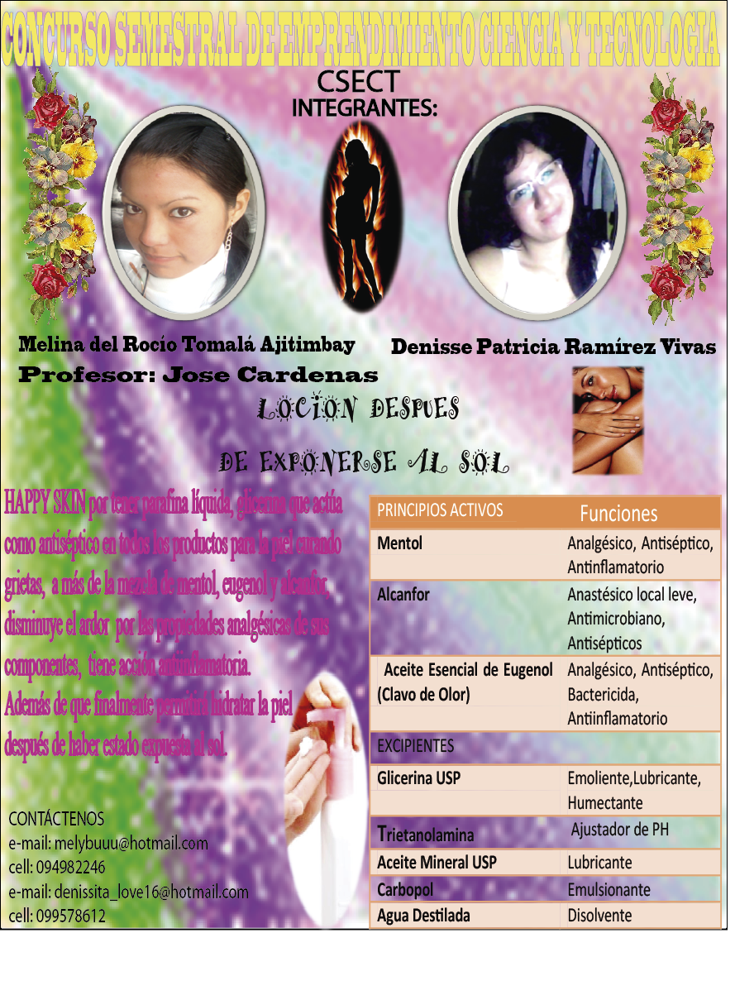 CONCURSO SEMESTRAL DE EMPRENDIMIENTO CIENCIA Y TECNOLOGIA
CSECT
INTEGRANTES:
Melina del Rocío Tomalá Ajitimbay
Denisse Patricia Ramírez Vivas
Profesor: Jose Cardenas
LOCION DESPUES
DE EXPONERSE AL SOL
HAPPY SKIN por tener parafina líquida, glicerina que actúa
como antiséptico en todos los productos para la piel curando
grietas, a más de la mezcla de mentol, eugenol y alcanfor,
disminuye el ardor por las propiedades analgésicas de sus
componentes, tiene acción antiinflamatoria.
Además de que finalmente permitirá hidratar la piel
después de haber estado expuesta al sol.
CONTÁCTENOS
e-mail: melybuuu@hotmail.com
cell: 094982246
e-mail: denissita_love16@hotmail.com
cell: 099578612
PRINCIPIOS ACTIVOS Funciones
Mentol Analgésico, Antiséptico,
Antinflamatorio
Alcanfor Anastésico local leve,
Antimicrobiano,
Antisépticos
Aceite Esencial de Eugenol Analgésico, Antiséptico,
(Clavo de Olor) Bactericida,
Antiinflamatorio
EXCIPIENTES
Glicerina USP Emoliente,Lubricante,
Humectante
Trietanolamina Ajustador de PH
Aceite Mineral USP Lubricante
Carbopol Emulsionante
Agua Destilada Disolvente